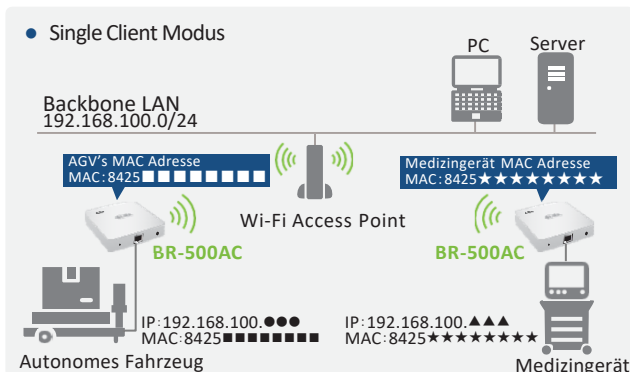 ● Single Client Modus
PC
Server
Backbone LAN
192.168.100.0/24
AGV's MAC Adresse
MAC:8425■■■■■■■■
Medizingerät MAC Adresse
MAC:8425★★★★★★★★
Wi-Fi Access Point
BR-500AC
BR-500AC
IP:192.168.100.●●●
MAC:8425■■■■■■■■
IP:192.168.100.▲▲▲
MAC:8425★★★★★★★★
Autonomes Fahrzeug
Medizingerät